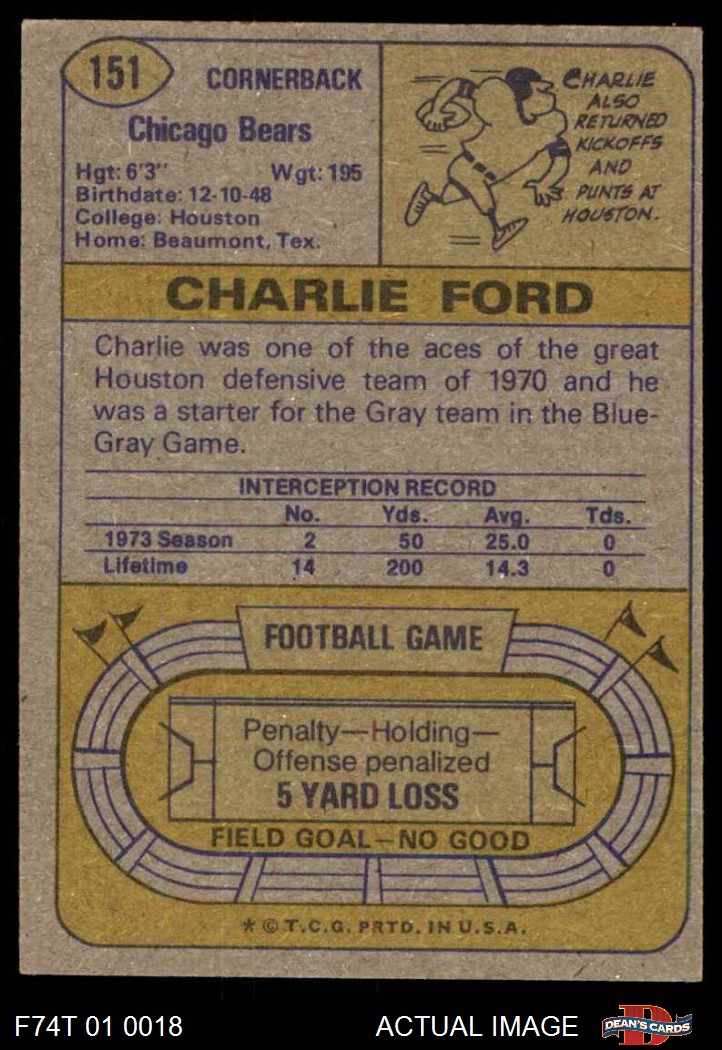 151
CORNERBACK
Chicago Bears
Hgt: 6'3" Wgt: 195
Birthdate: 12-10-48
College: Houston
Home: Beaumont, Tex.
CHARLIE
ALSO
RETURNED
KICKOFFS
AND
PUNTS AT
HOUSTON.
CHARLIE FORD
Charlie was one of the aces of the great
Houston defensive team of 1970 and he
was a starter for the Gray team in the Blue-
Gray Game.
INTERCEPTION RECORD
No. Yds. Avg. Tds.
1973 Season 2 50 25.0 0
Lifetime 14 200 14.3 0
FOOTBALL GAME
Penalty—Holding—
Offense penalized
5 YARD LOSS
FIELD GOAL—NO GOOD
* © T.C.G. PRTD. IN U.S.A.
F74T 01 0018 ACTUAL IMAGE
D
DEAN'S CARDS